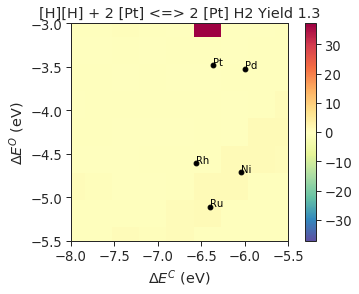 [H][H] + 2 [Pt] <=> 2 [Pt] H2 Yield 1.3
−3.0
−3.5
−4.0
−4.5
−5.0
−5.5
ΔE^O (eV)
Pt
Pd
Rh
Ni
Ru
−8.0 −7.5 −7.0 −6.5 −6.0 −5.5
ΔE^C (eV)
30
20
10
0
−10
−20
−30